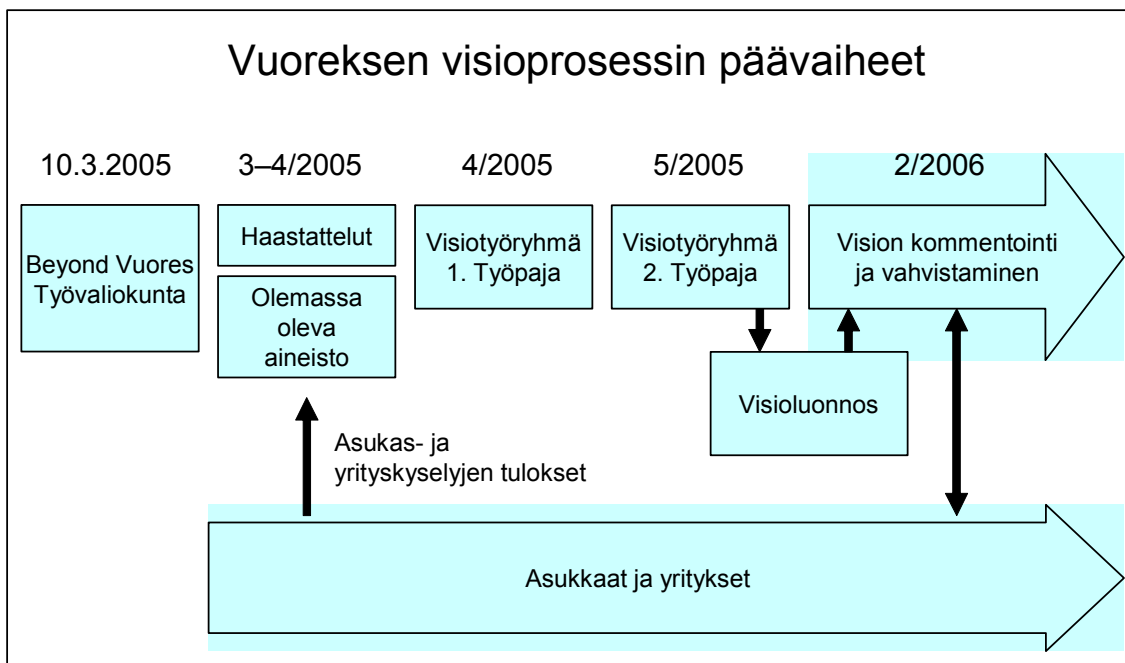 Vuoreksen visioprosessin päävaiheet
10.3.2005
3–4/2005
4/2005
5/2005
2/2006
Beyond Vuores
Työvaliokunta
Haastattelut
Olemassa
oleva
aineisto
Visiotyöryhmä
1. Työpaja
Visiotyöryhmä
2. Työpaja
Vision kommentointi
ja vahvistaminen
Visioluonnos
Asukas- ja
yrityskyselyjen tulokset
Asukkaat ja yritykset